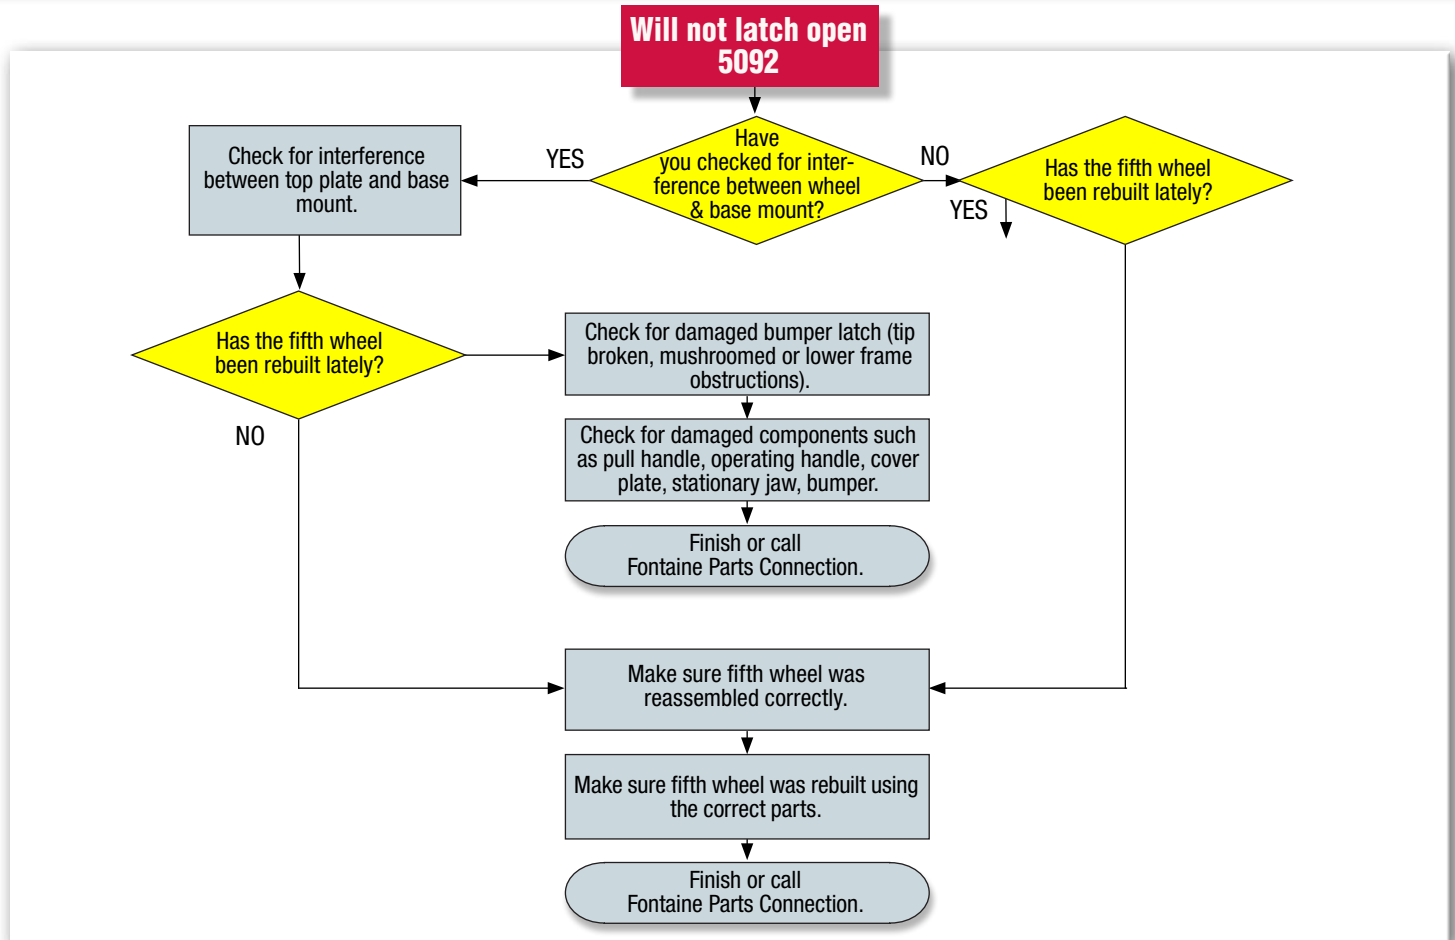 Will not latch open
5092
Have
you checked for inter-
ference between wheel
& base mount?
YES
NO
Check for interference
between top plate and base
mount.
Has the fifth wheel
been rebuilt lately?
YES
Has the fifth wheel
been rebuilt lately?
NO
Check for damaged bumper latch (tip
broken, mushroomed or lower frame
obstructions).
Check for damaged components such
as pull handle, operating handle, cover
plate, stationary jaw, bumper.
Finish or call
Fontaine Parts Connection.
Make sure fifth wheel was
reassembled correctly.
Make sure fifth wheel was rebuilt using
the correct parts.
Finish or call
Fontaine Parts Connection.